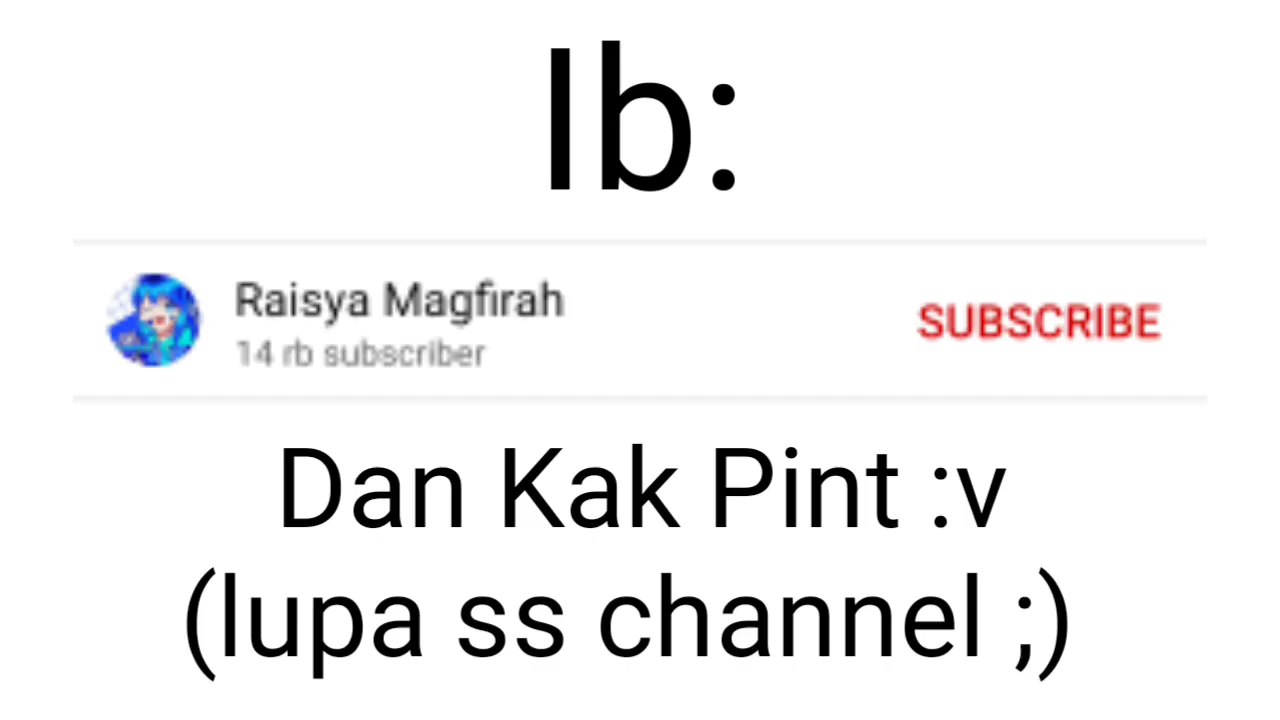 Ib:
Raisya Magfirah
14 rb subscriber
SUBSCRIBE
Dan Kak Pint :v
(lupa ss channel ;)